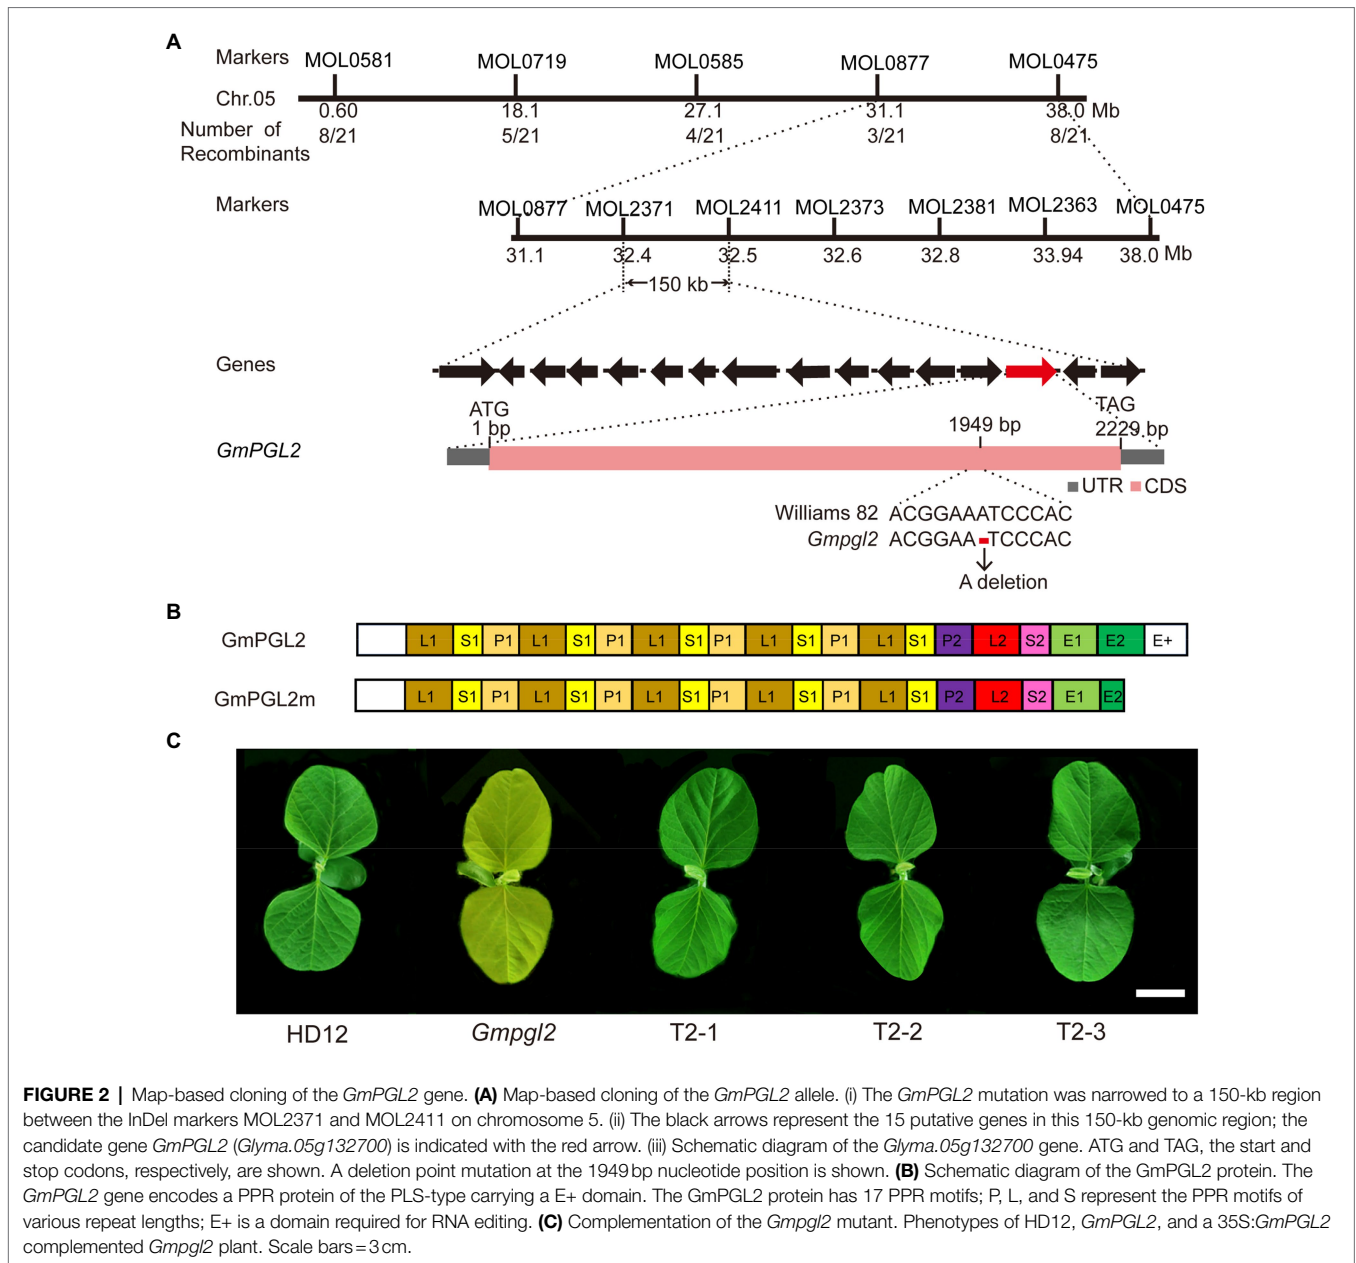 A
Markers MOL0581 MOL0719 MOL0585 MOL0877 MOL0475
Chr.05
0.60 18.1 27.1 31.1 38.0 Mb
Number of
Recombinants
8/21 5/21 4/21 3/21 8/21
Markers MOL0877 MOL2371 MOL2411 MOL2373 MOL2381 MOL2363 MOL0475
31.1 32.4 32.5 32.6 32.8 33.94 38.0 Mb
150 kb
Genes
ATG TAG
1 bp 1949 bp 2229 bp
GmPGL2
UTR CDS
Williams 82 ACGGAAATCCCAC
Gmpgl2 ACGGAA-TCCCAC
A deletion
B
GmPGL2 L1 S1 P1 L1 S1 P1 L1 S1 P1 L1 S1 P1 L1 S1 P2 L2 S2 E1 E2 E+
GmPGL2m L1 S1 P1 L1 S1 P1 L1 S1 P1 L1 S1 P1 L1 S1 P2 L2 S2 E1 E2
C
HD12 Gmpgl2 T2-1 T2-2 T2-3
FIGURE 2 | Map-based cloning of the GmPGL2 gene. (A) Map-based cloning of the GmPGL2 allele. (i) The GmPGL2 mutation was narrowed to a 150-kb region
between the InDel markers MOL2371 and MOL2411 on chromosome 5. (ii) The black arrows represent the 15 putative genes in this 150-kb genomic region; the
candidate gene GmPGL2 (Glyma.05g132700) is indicated with the red arrow. (iii) Schematic diagram of the Glyma.05g132700 gene. ATG and TAG, the start and
stop codons, respectively, are shown. A deletion point mutation at the 1949 bp nucleotide position is shown. (B) Schematic diagram of the GmPGL2 protein. The
GmPGL2 gene encodes a PPR protein of the PLS-type carrying a E+ domain. The GmPGL2 protein has 17 PPR motifs; P, L, and S represent the PPR motifs of
various repeat lengths; E+ is a domain required for RNA editing. (C) Complementation of the Gmpgl2 mutant. Phenotypes of HD12, GmPGL2, and a 35S:GmPGL2
complemented Gmpgl2 plant. Scale bars = 3 cm.